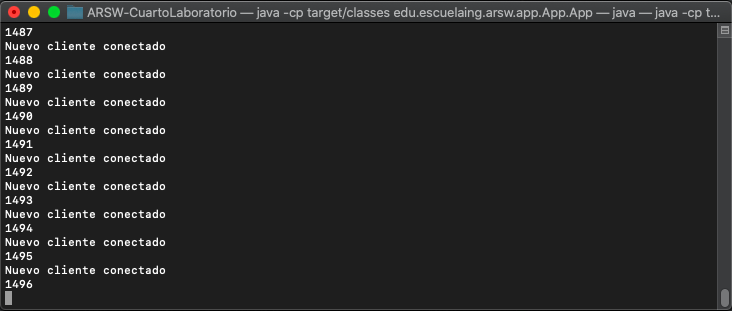 ARSW-CuartoLaboratorio — java -cp target/classes edu.escuelaing.arsw.app.App.App — java — java -cp t...
1487
Nuevo cliente conectado
1488
Nuevo cliente conectado
1489
Nuevo cliente conectado
1490
Nuevo cliente conectado
1491
Nuevo cliente conectado
1492
Nuevo cliente conectado
1493
Nuevo cliente conectado
1494
Nuevo cliente conectado
1495
Nuevo cliente conectado
1496